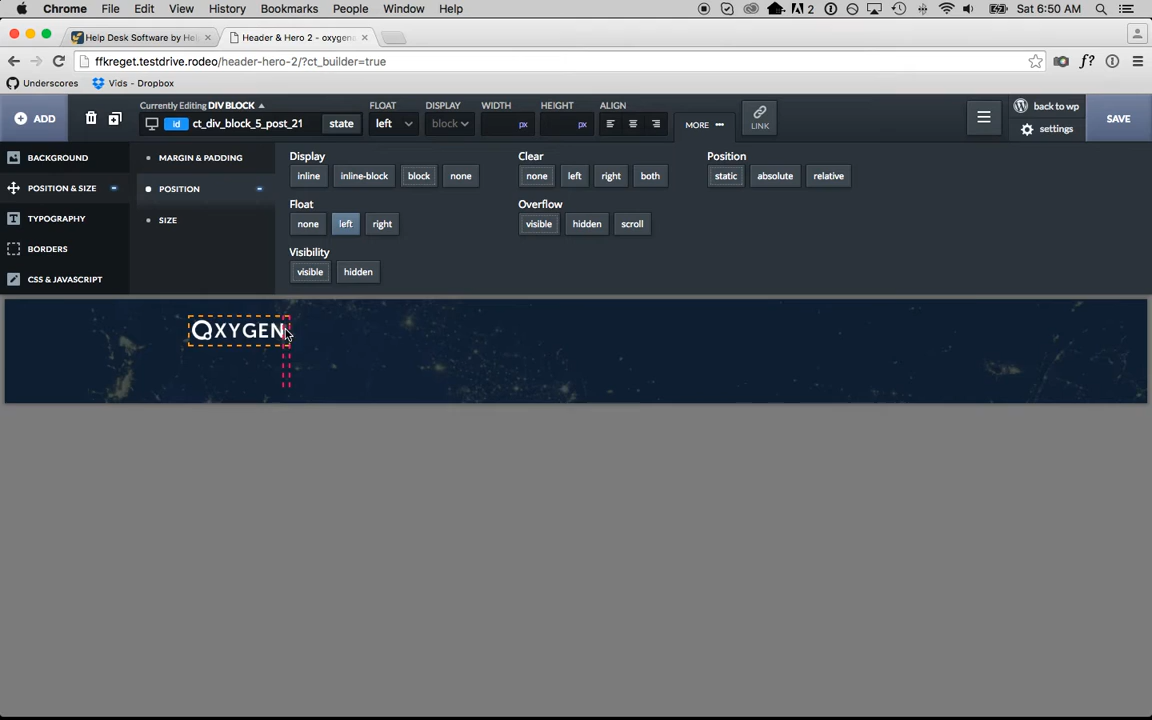 Chrome File Edit View History Bookmarks People Window Help 2 Sat 6:50 AM
Help Desk Software by He Header & Hero 2 - oxygen
ffkreget.testdrive.rodeo/header-hero-2/?ct_builder=true
Underscores Vids - Dropbox
ADD
Currently Editing DIV BLOCK
id ct_div_block_5_post_21 state
FLOAT
left
DISPLAY
block
WIDTH
px
HEIGHT
px
ALIGN
MORE
LINK
back to wp
settings
SAVE
BACKGROUND
POSITION & SIZE
TYPOGRAPHY
BORDERS
CSS & JAVASCRIPT
MARGIN & PADDING
POSITION
SIZE
Display
inline inline-block block none
Float
none left right
Visibility
visible hidden
Clear
none left right both
Overflow
visible hidden scroll
Position
static absolute relative
OXYGEN